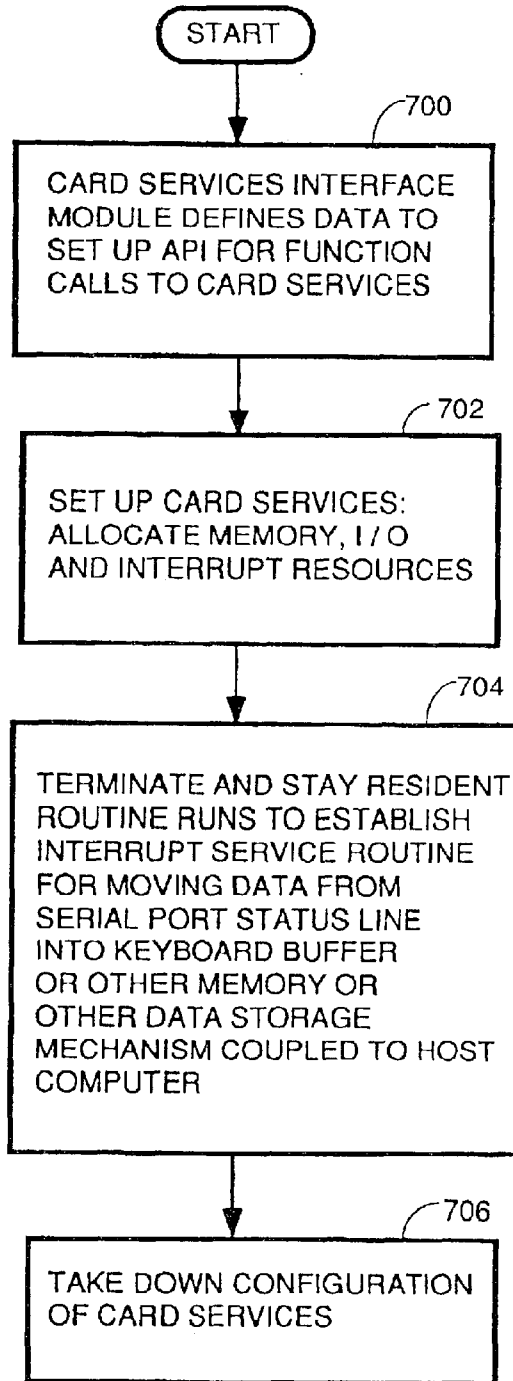 START
700
CARD SERVICES INTERFACE
MODULE DEFINES DATA TO
SET UP API FOR FUNCTION
CALLS TO CARD SERVICES
702
SET UP CARD SERVICES:
ALLOCATE MEMORY, I / O
AND INTERRUPT RESOURCES
704
TERMINATE AND STAY RESIDENT
ROUTINE RUNS TO ESTABLISH
INTERRUPT SERVICE ROUTINE
FOR MOVING DATA FROM
SERIAL PORT STATUS LINE
INTO KEYBOARD BUFFER
OR OTHER MEMORY OR
OTHER DATA STORAGE
MECHANISM COUPLED TO HOST
COMPUTER
706
TAKE DOWN CONFIGURATION
OF CARD SERVICES